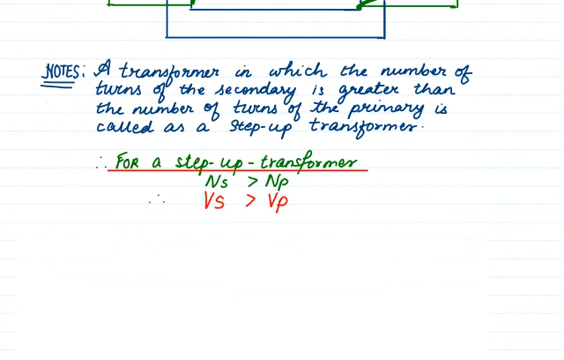 NOTES: A transformer in which the number of
turns of the secondary is greater than
the number of turns of the primary is
called as a step-up transformer.
∴ FOR a step-up-transformer
Ns > Np
∴ Vs > Vp